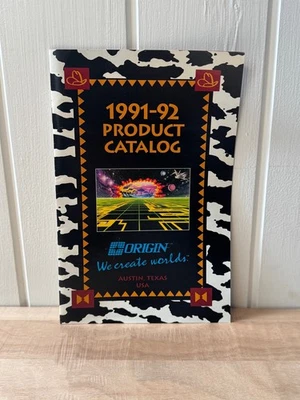 1991-92
PRODUCT
CATALOG
ORIGIN
We create worlds.
AUSTIN, TEXAS
USA